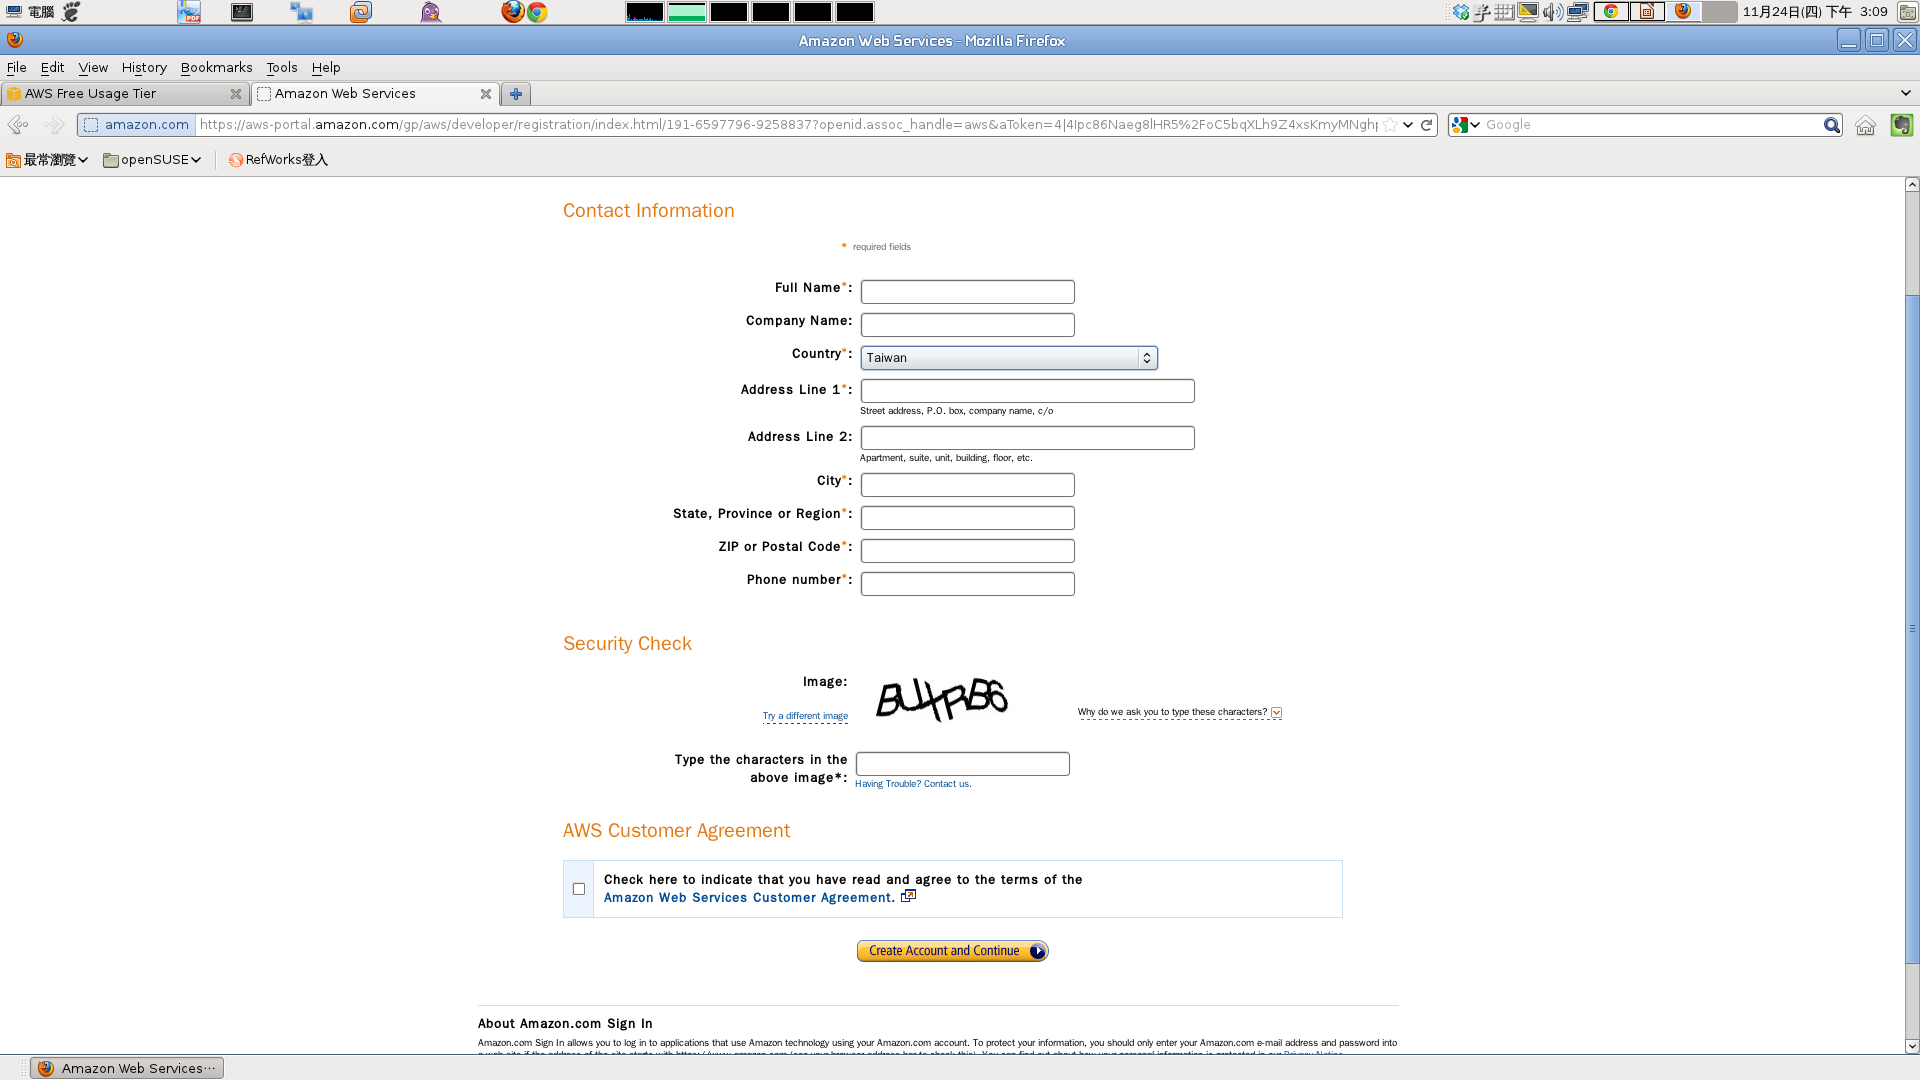 電腦
11月24日(四) 下午 3:09
Amazon Web Services - Mozilla Firefox
File Edit View History Bookmarks Tools Help
AWS Free Usage Tier
Amazon Web Services
amazon.com
https://aws-portal.amazon.com/gp/aws/developer/registration/index.html/191-6597796-9258837?openid.assoc_handle=aws&aToken=4|4Ipc86Naeg8lHR5%2FoC5bqXLh9Z4xsKmyMNghp
Google
最常瀏覽
openSUSE
RefWorks登入
Contact Information
* required fields
Full Name*:
Company Name:
Country*: Taiwan
Address Line 1*:
Street address, P.O. box, company name, c/o
Address Line 2:
Apartment, suite, unit, building, floor, etc.
City*:
State, Province or Region*:
ZIP or Postal Code*:
Phone number*:
Security Check
Image:
Try a different image
Why do we ask you to type these characters?
Type the characters in the
above image*:
Having Trouble? Contact us.
AWS Customer Agreement
Check here to indicate that you have read and agree to the terms of the
Amazon Web Services Customer Agreement.
Create Account and Continue
About Amazon.com Sign In
Amazon.com Sign In allows you to log in to applications that use Amazon technology using your Amazon.com account. To protect your information, you should only enter your Amazon.com e-mail address and password into
Amazon Web Services…